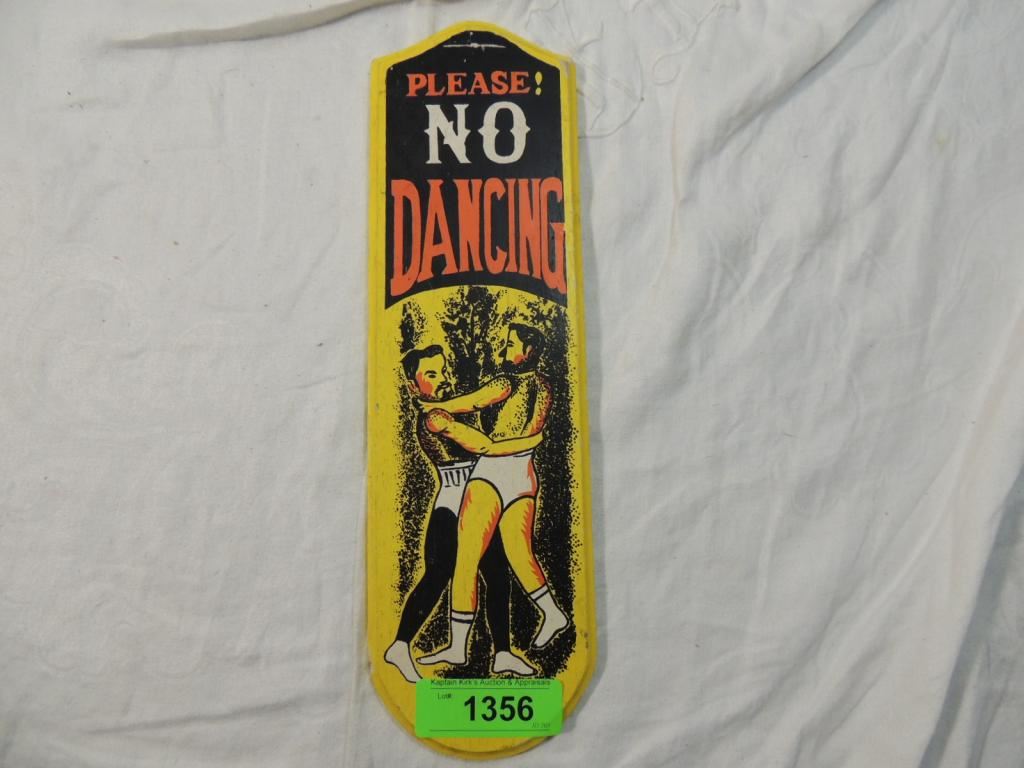 PLEASE!
NO
DANCING
Kaptain Kirk's Auction & Appraisals
Lot#
1356